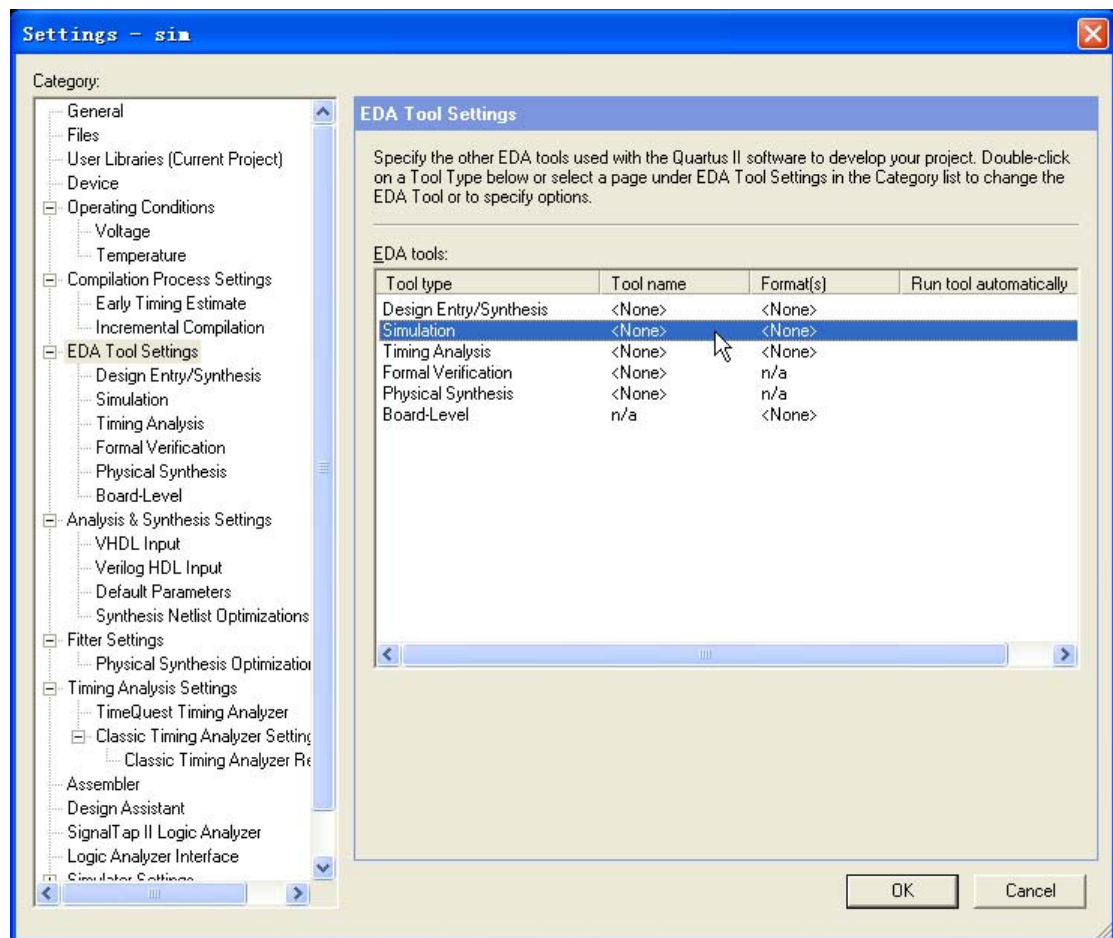 Settings - sim
Category:
General
Files
User Libraries (Current Project)
Device
Operating Conditions
Voltage
Temperature
Compilation Process Settings
Early Timing Estimate
Incremental Compilation
EDA Tool Settings
Design Entry/Synthesis
Simulation
Timing Analysis
Formal Verification
Physical Synthesis
Board-Level
Analysis & Synthesis Settings
VHDL Input
Verilog HDL Input
Default Parameters
Synthesis Netlist Optimizations
Fitter Settings
Physical Synthesis Optimization
Timing Analysis Settings
TimeQuest Timing Analyzer
Classic Timing Analyzer Setting
Classic Timing Analyzer Re
Assembler
Design Assistant
SignalTap II Logic Analyzer
Logic Analyzer Interface
Simulator Settings
EDA Tool Settings
Specify the other EDA tools used with the Quartus II software to develop your project. Double-click
on a Tool Type below or select a page under EDA Tool Settings in the Category list to change the
EDA Tool or to specify options.
EDA tools:
Tool type Tool name Format(s) Run tool automatically
Design Entry/Synthesis <None> <None>
Simulation <None> <None>
Timing Analysis <None> <None>
Formal Verification <None> n/a
Physical Synthesis <None> n/a
Board-Level n/a <None>
OK Cancel